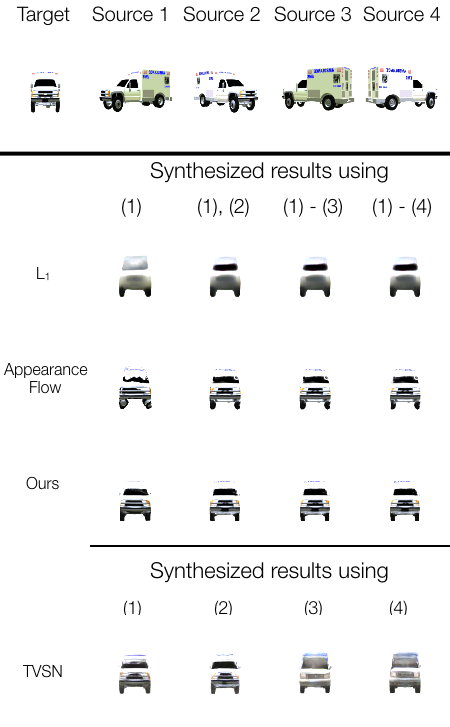 Target Source 1 Source 2 Source 3 Source 4
Synthesized results using
(1) (1), (2) (1) - (3) (1) - (4)
L₁
Appearance
Flow
Ours
Synthesized results using
(1) (2) (3) (4)
TVSN